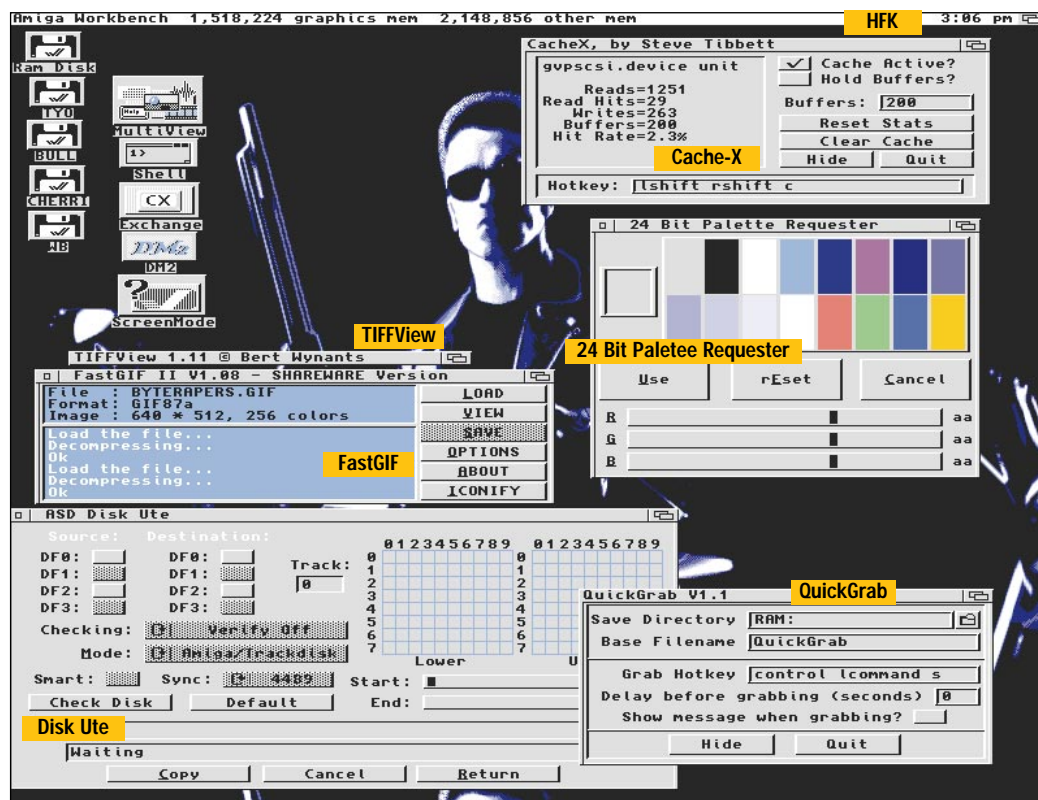 Amiga Workbench 1,518,224 graphics mem 2,148,856 other mem 3:06 pm
HFK
Ram Disk
TYO
BULL
CHERRI
WB
MultiView
Help
1>
Shell
CX
Exchange
DM2
DM2
?
ScreenMode
CacheX, by Steve Tibbett
gvpscsi.device unit
Reads=1251
Read Hits=29
Writes=263
Buffers=200
Hit Rate=2.3%
Cache Active?
Hold Buffers?
Buffers: 200
Reset Stats
Clear Cache
Hide Quit
Cache-X
Hotkey: lshift rshift c
24 Bit Palette Requester
24 Bit Paletee Requester
Use rEset Cancel
R aa
G aa
B aa
TIFFView
TIFFView 1.11 © Bert Wynants
FastGIF II V1.08 - SHAREWARE Version
File : BYTERAPERS.GIF
Format: GIF87a
Image : 640 * 512, 256 colors
Load the file...
Decompressing...
Ok
Load the file...
Decompressing...
Ok
LOAD
VIEW
SAVE
OPTIONS
ABOUT
ICONIFY
FastGIF
ASD Disk Ute
Source: Destination:
DF0: DF0:
DF1: DF1:
DF2: DF2:
DF3: DF3:
Track:
0
0123456789 0123456789
0 0
1 1
2 2
3 3
4 4
5 5
6 6
7 7
Lower U
Checking: Verify Off
Mode: Amiga/Trackdisk
Smart: Sync: 4489
Start:
End:
Check Disk Default
Disk Ute
Waiting
Copy Cancel Return
QuickGrab V1.1
QuickGrab
Save Directory RAM:
Base Filename QuickGrab
Grab Hotkey control lcommand s
Delay before grabbing (seconds) 0
Show message when grabbing?
Hide Quit